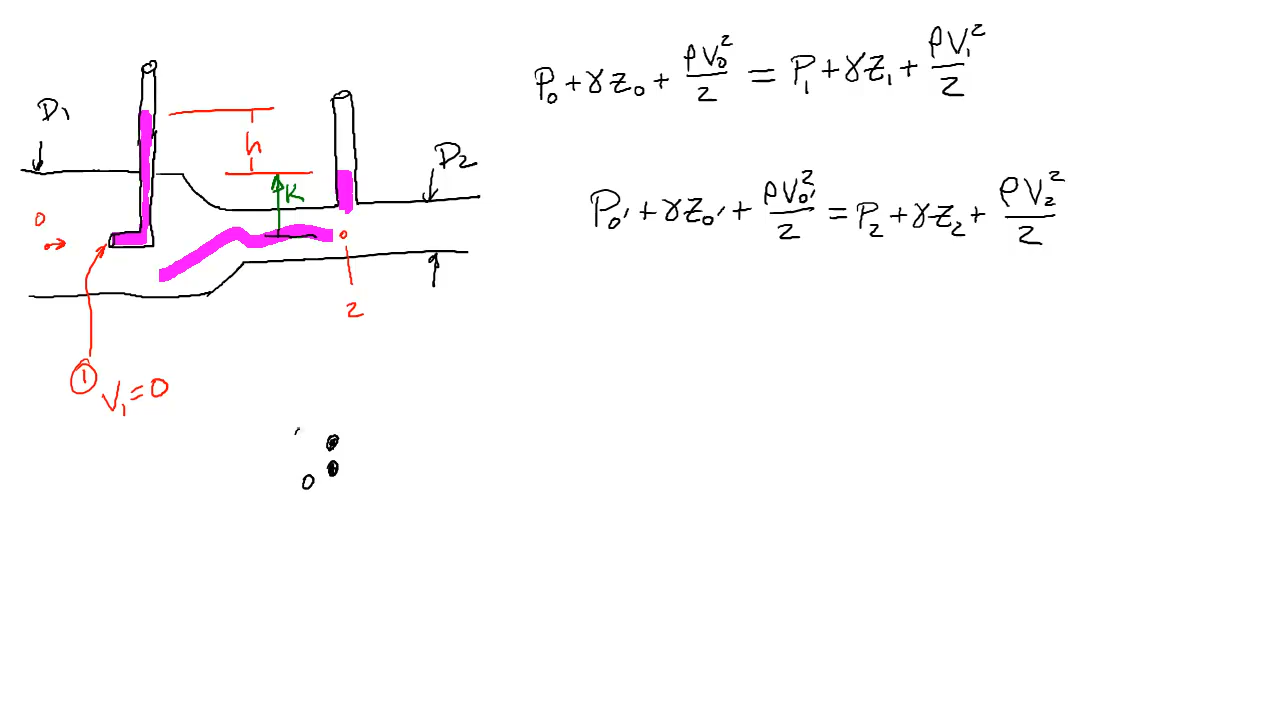 P₀ + γz₀ + ρV₀²/2 = P₁ + γz₁ + ρV₁²/2
D₁
h
D₂
K
P₀′ + γz₀′ + ρV₀′²/2 = P₂ + γz₂ + ρV₂²/2
0
2
① V₁=0
0